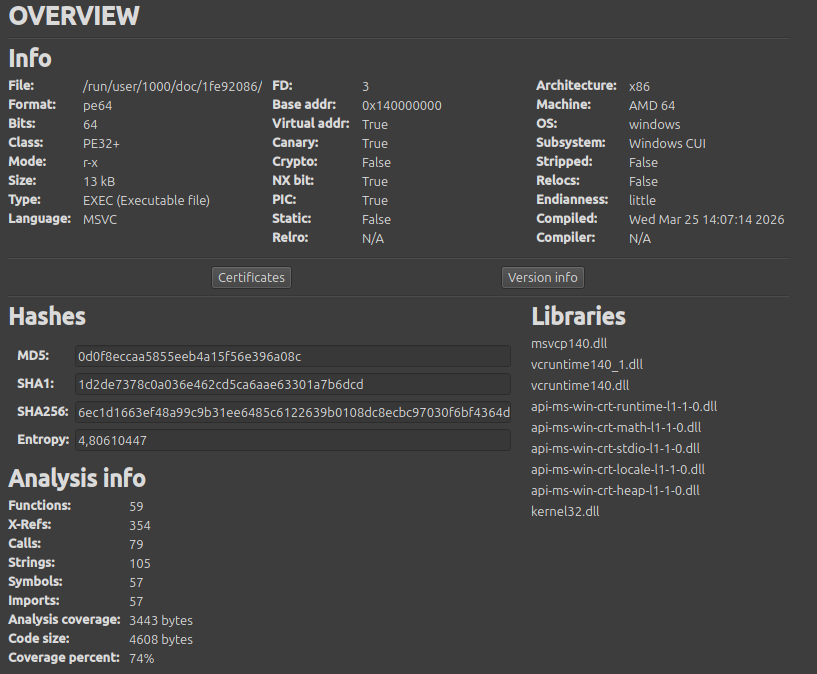 OVERVIEW
Info
File: /run/user/1000/doc/1fe92086/ FD: 3 Architecture: x86
Format: pe64 Base addr: 0x140000000 Machine: AMD 64
Bits: 64 Virtual addr: True OS: windows
Class: PE32+ Canary: True Subsystem: Windows CUI
Mode: r-x Crypto: False Stripped: False
Size: 13 kB NX bit: True Relocs: False
Type: EXEC (Executable file) PIC: True Endianness: little
Language: MSVC Static: False Compiled: Wed Mar 25 14:07:14 2026
Relro: N/A Compiler: N/A
Certificates Version info
Hashes
MD5: 0d0f8eccaa5855eeb4a15f56e396a08c
SHA1: 1d2de7378c0a036e462cd5ca6aae63301a7b6dcd
SHA256: 6ec1d1663ef48a99c9b31ee6485c6122639b0108dc8ecbc97030f6bf4364d
Entropy: 4,80610447
Libraries
msvcp140.dll
vcruntime140_1.dll
vcruntime140.dll
api-ms-win-crt-runtime-l1-1-0.dll
api-ms-win-crt-math-l1-1-0.dll
api-ms-win-crt-stdio-l1-1-0.dll
api-ms-win-crt-locale-l1-1-0.dll
api-ms-win-crt-heap-l1-1-0.dll
kernel32.dll
Analysis info
Functions: 59
X-Refs: 354
Calls: 79
Strings: 105
Symbols: 57
Imports: 57
Analysis coverage: 3443 bytes
Code size: 4608 bytes
Coverage percent: 74%